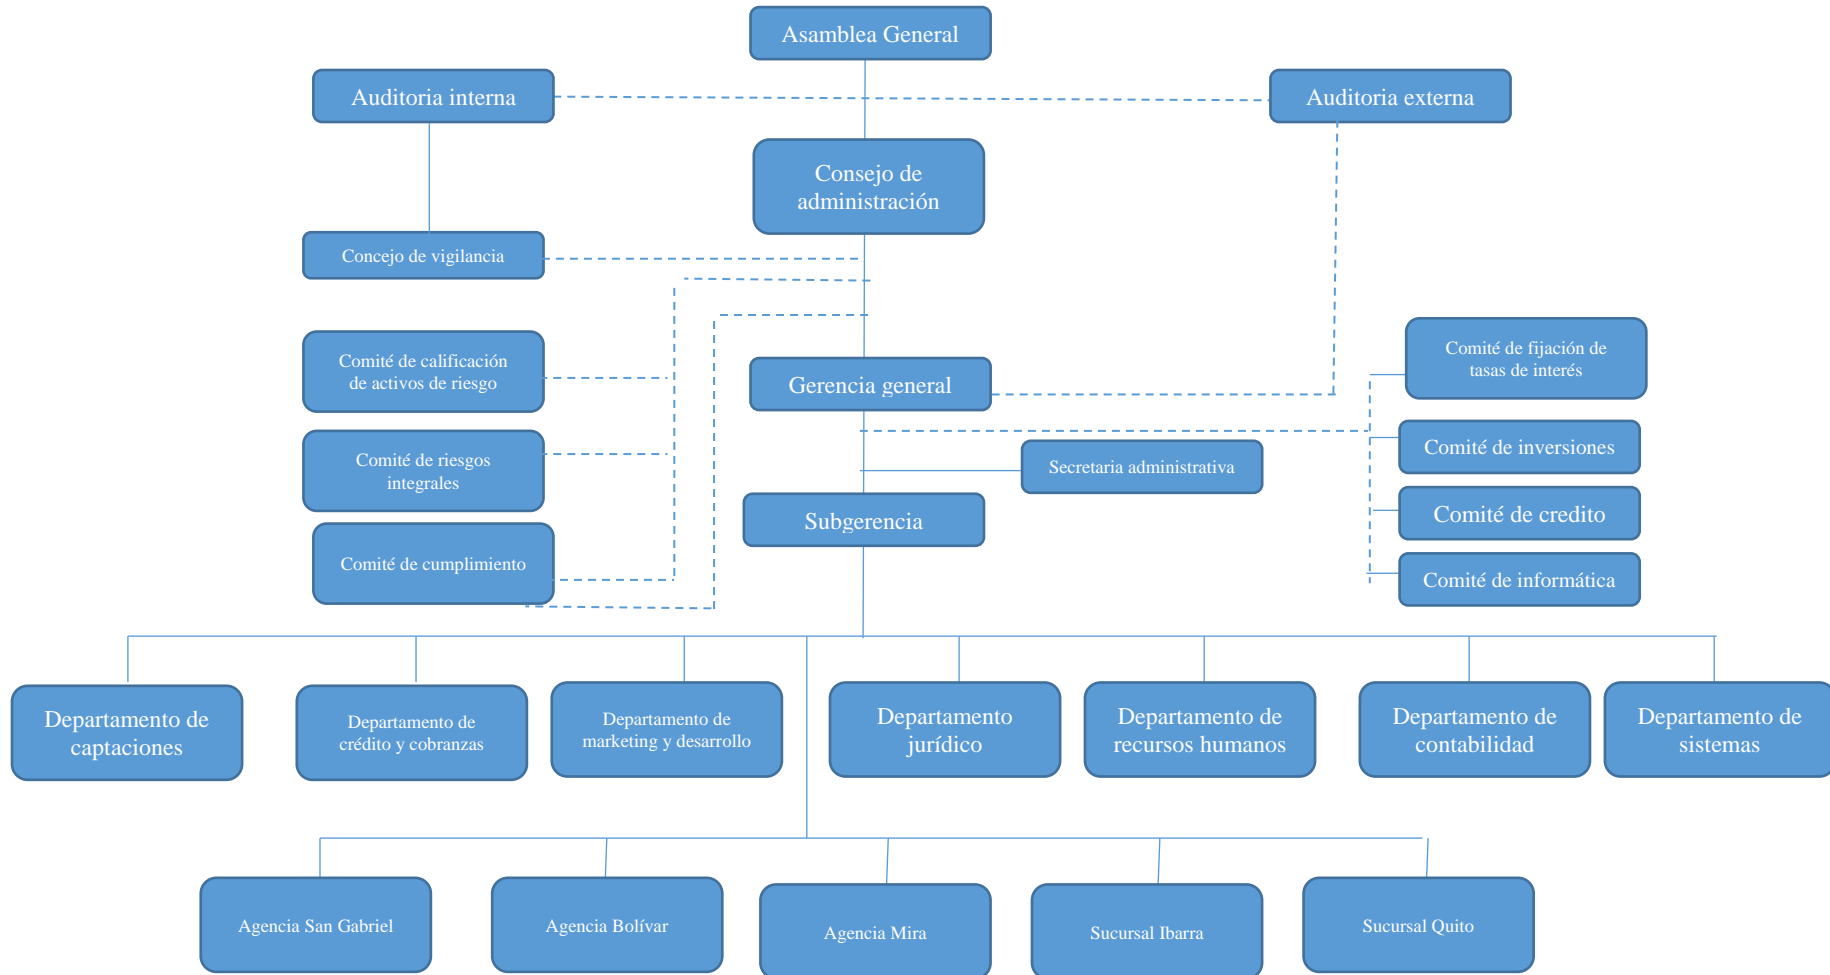 Asamblea General
Auditoria interna
Auditoria externa
Consejo de
administración
Concejo de vigilancia
Comité de calificación
de activos de riesgo
Gerencia general
Comité de fijación de
tasas de interés
Comité de riesgos
integrales
Secretaria administrativa
Comité de inversiones
Subgerencia
Comité de credito
Comité de cumplimiento
Comité de informática
Departamento de
captaciones
Departamento de
crédito y cobranzas
Departamento de
marketing y desarrollo
Departamento
jurídico
Departamento de
recursos humanos
Departamento de
contabilidad
Departamento de
sistemas
Agencia San Gabriel
Agencia Bolívar
Agencia Mira
Sucursal Ibarra
Sucursal Quito